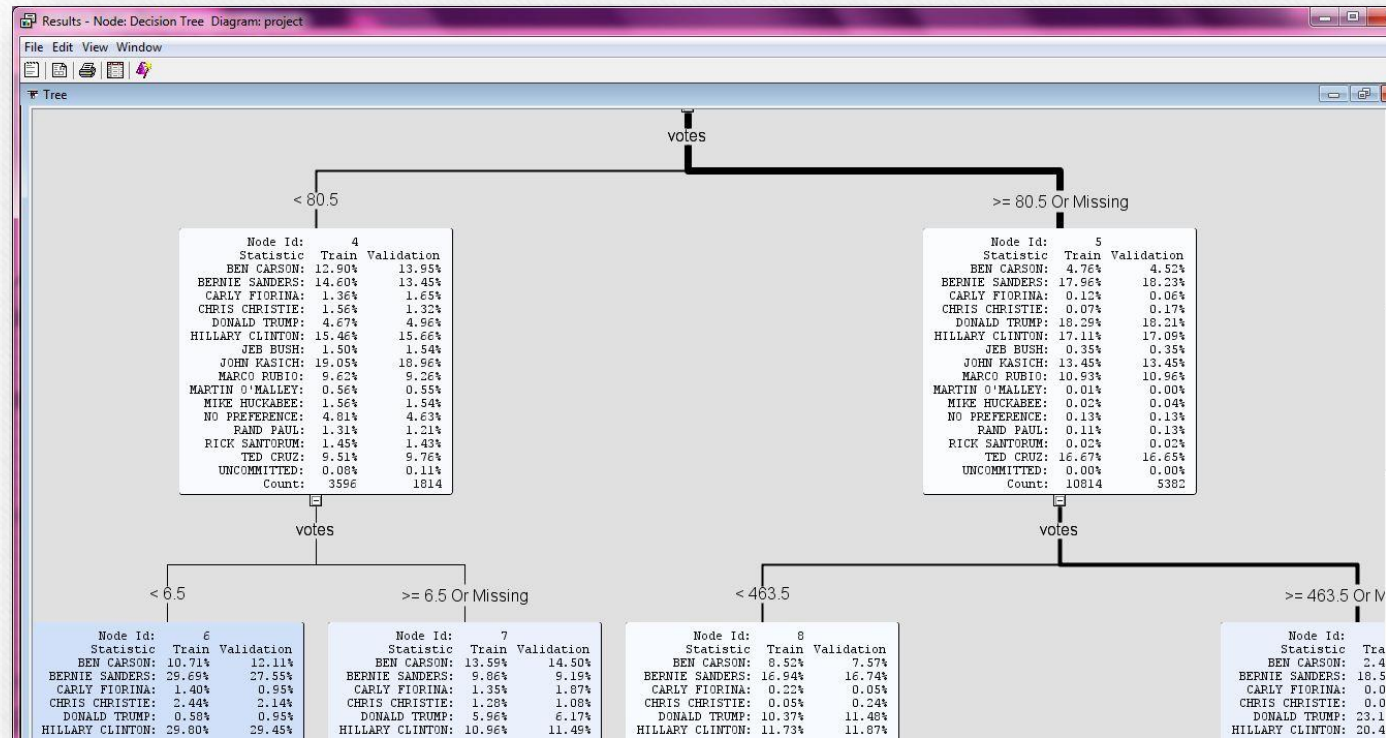 Results - Node: Decision Tree Diagram: project
File Edit View Window
Tree
votes
< 80.5
>= 80.5 Or Missing
Node Id: 4
Statistic Train Validation
BEN CARSON: 12.90% 13.95%
BERNIE SANDERS: 14.60% 13.45%
CARLY FIORINA: 1.36% 1.65%
CHRIS CHRISTIE: 1.56% 1.32%
DONALD TRUMP: 4.67% 4.96%
HILLARY CLINTON: 15.46% 15.66%
JEB BUSH: 1.50% 1.54%
JOHN KASICH: 19.05% 18.96%
MARCO RUBIO: 9.62% 9.26%
MARTIN O'MALLEY: 0.56% 0.55%
MIKE HUCKABEE: 1.56% 1.54%
NO PREFERENCE: 4.81% 4.63%
RAND PAUL: 1.31% 1.21%
RICK SANTORUM: 1.45% 1.43%
TED CRUZ: 9.51% 9.76%
UNCOMMITTED: 0.08% 0.11%
Count: 3596 1814
Node Id: 5
Statistic Train Validation
BEN CARSON: 4.76% 4.52%
BERNIE SANDERS: 17.96% 18.23%
CARLY FIORINA: 0.12% 0.06%
CHRIS CHRISTIE: 0.07% 0.17%
DONALD TRUMP: 18.29% 18.21%
HILLARY CLINTON: 17.11% 17.09%
JEB BUSH: 0.35% 0.35%
JOHN KASICH: 13.45% 13.45%
MARCO RUBIO: 10.93% 10.96%
MARTIN O'MALLEY: 0.01% 0.00%
MIKE HUCKABEE: 0.02% 0.04%
NO PREFERENCE: 0.13% 0.13%
RAND PAUL: 0.11% 0.13%
RICK SANTORUM: 0.02% 0.02%
TED CRUZ: 16.67% 16.65%
UNCOMMITTED: 0.00% 0.00%
Count: 10814 5382
votes
votes
< 6.5
>= 6.5 Or Missing
< 463.5
>= 463.5 Or M
Node Id: 6
Statistic Train Validation
BEN CARSON: 10.71% 12.11%
BERNIE SANDERS: 29.69% 27.55%
CARLY FIORINA: 1.40% 0.95%
CHRIS CHRISTIE: 2.44% 2.14%
DONALD TRUMP: 0.58% 0.95%
HILLARY CLINTON: 29.80% 29.45%
Node Id: 7
Statistic Train Validation
BEN CARSON: 13.59% 14.50%
BERNIE SANDERS: 9.86% 9.19%
CARLY FIORINA: 1.35% 1.87%
CHRIS CHRISTIE: 1.28% 1.08%
DONALD TRUMP: 5.96% 6.17%
HILLARY CLINTON: 10.96% 11.49%
Node Id: 8
Statistic Train Validation
BEN CARSON: 8.52% 7.57%
BERNIE SANDERS: 16.94% 16.74%
CARLY FIORINA: 0.22% 0.05%
CHRIS CHRISTIE: 0.05% 0.24%
DONALD TRUMP: 10.37% 11.48%
HILLARY CLINTON: 11.73% 11.87%
Node Id:
Statistic Tra
BEN CARSON: 2.4
BERNIE SANDERS: 18.5
CARLY FIORINA: 0.0
CHRIS CHRISTIE: 0.0
DONALD TRUMP: 23.1
HILLARY CLINTON: 20.4